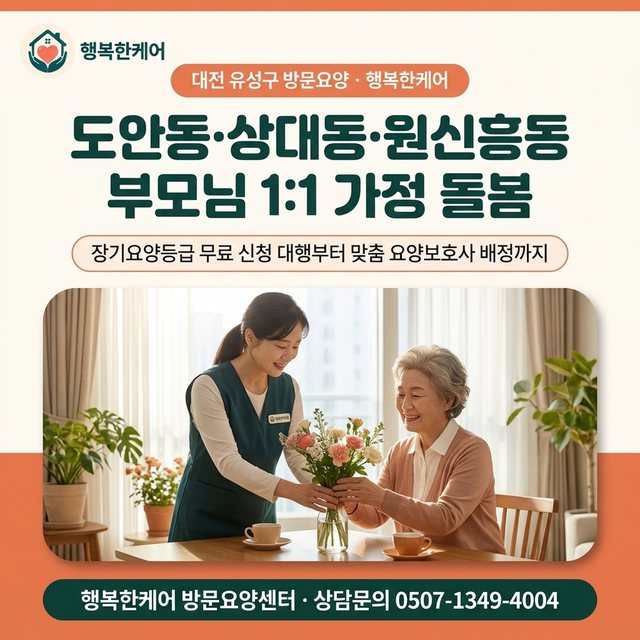 행복한케어
대전 유성구 방문요양 · 행복한케어
도안동·상대동·원신흥동
부모님 1:1 가정 돌봄
장기요양등급 무료 신청 대행부터 맞춤 요양보호사 배정까지
행복한케어 방문요양센터 · 상담문의 0507-1349-4004